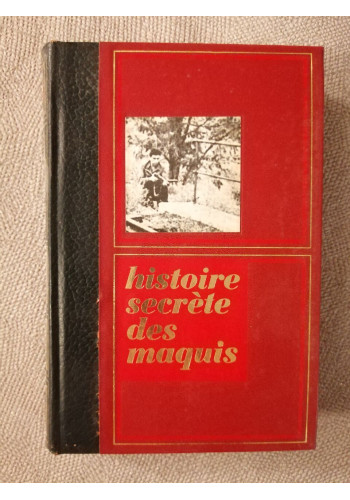 histoire
secrète
des
maquis